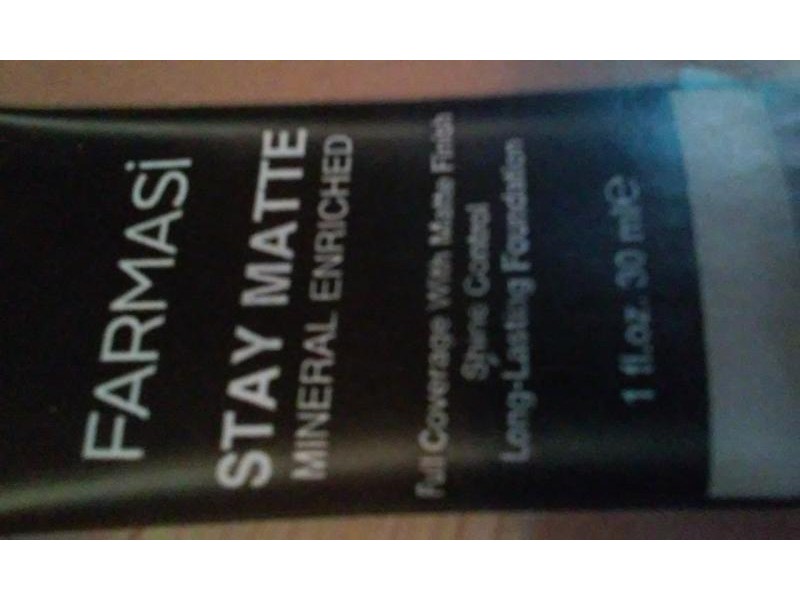 FARMASi
STAY MATTE
MINERAL ENRICHED
Full Coverage With Matte Finish
Shine Control
Long-Lasting Foundation
1 fl.oz. 30 ml ℮